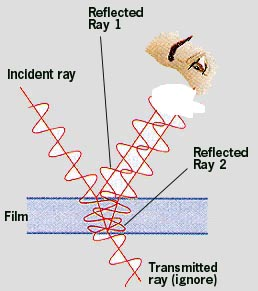 Reflected
Ray 1
Incident ray
Reflected
Ray 2
Film
Transmitted
ray (ignore)